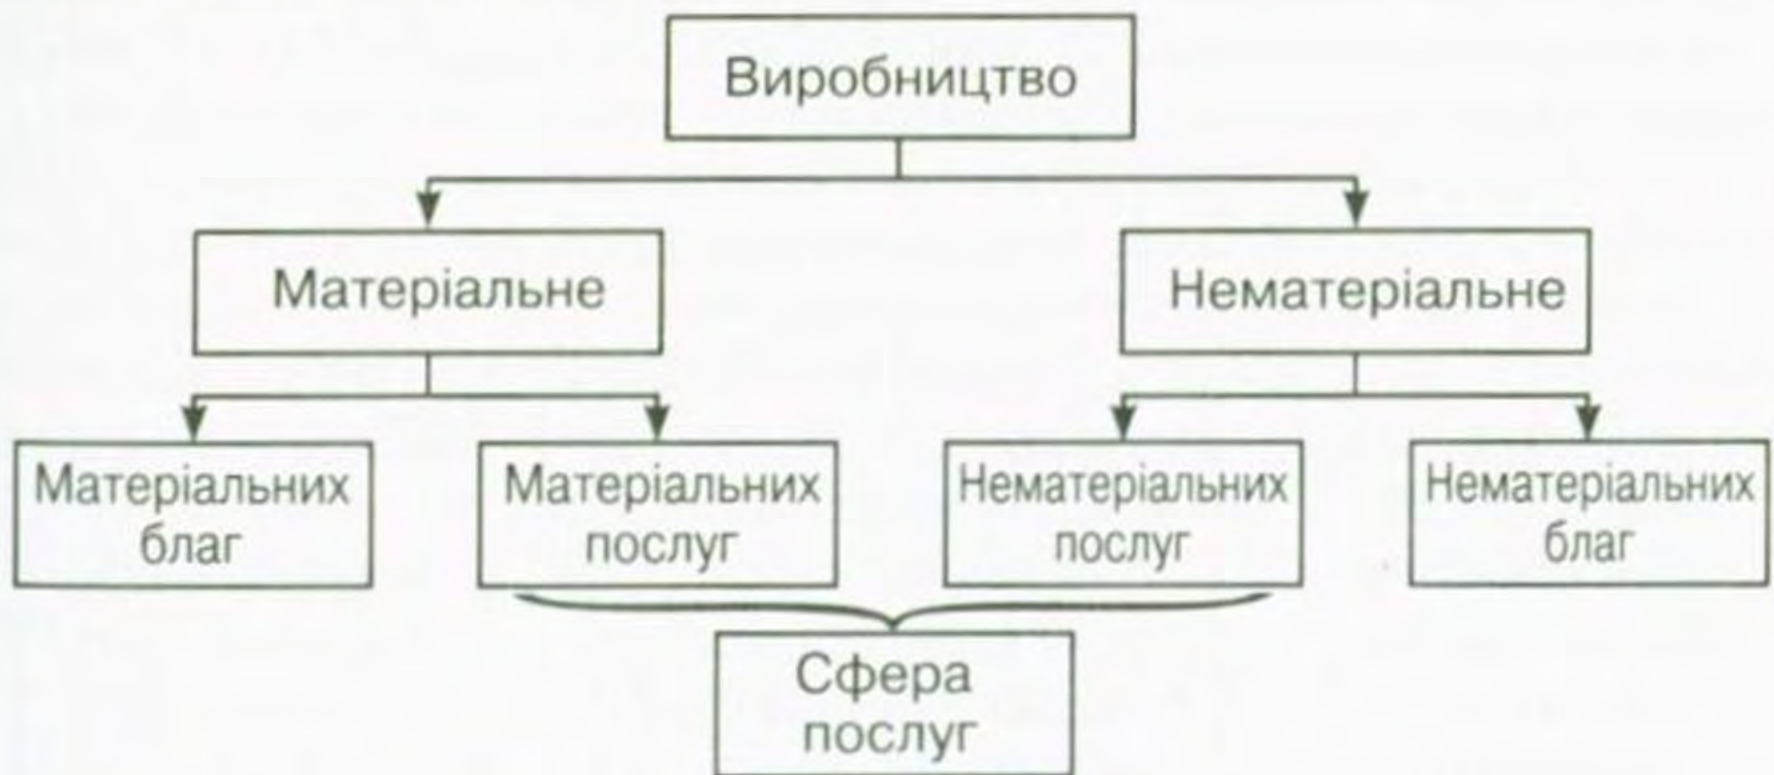 Виробництво
Матеріальне
Нематеріальне
Матеріальних
благ
Матеріальних
послуг
Нематеріальних
послуг
Нематеріальних
благ
Сфера
послуг